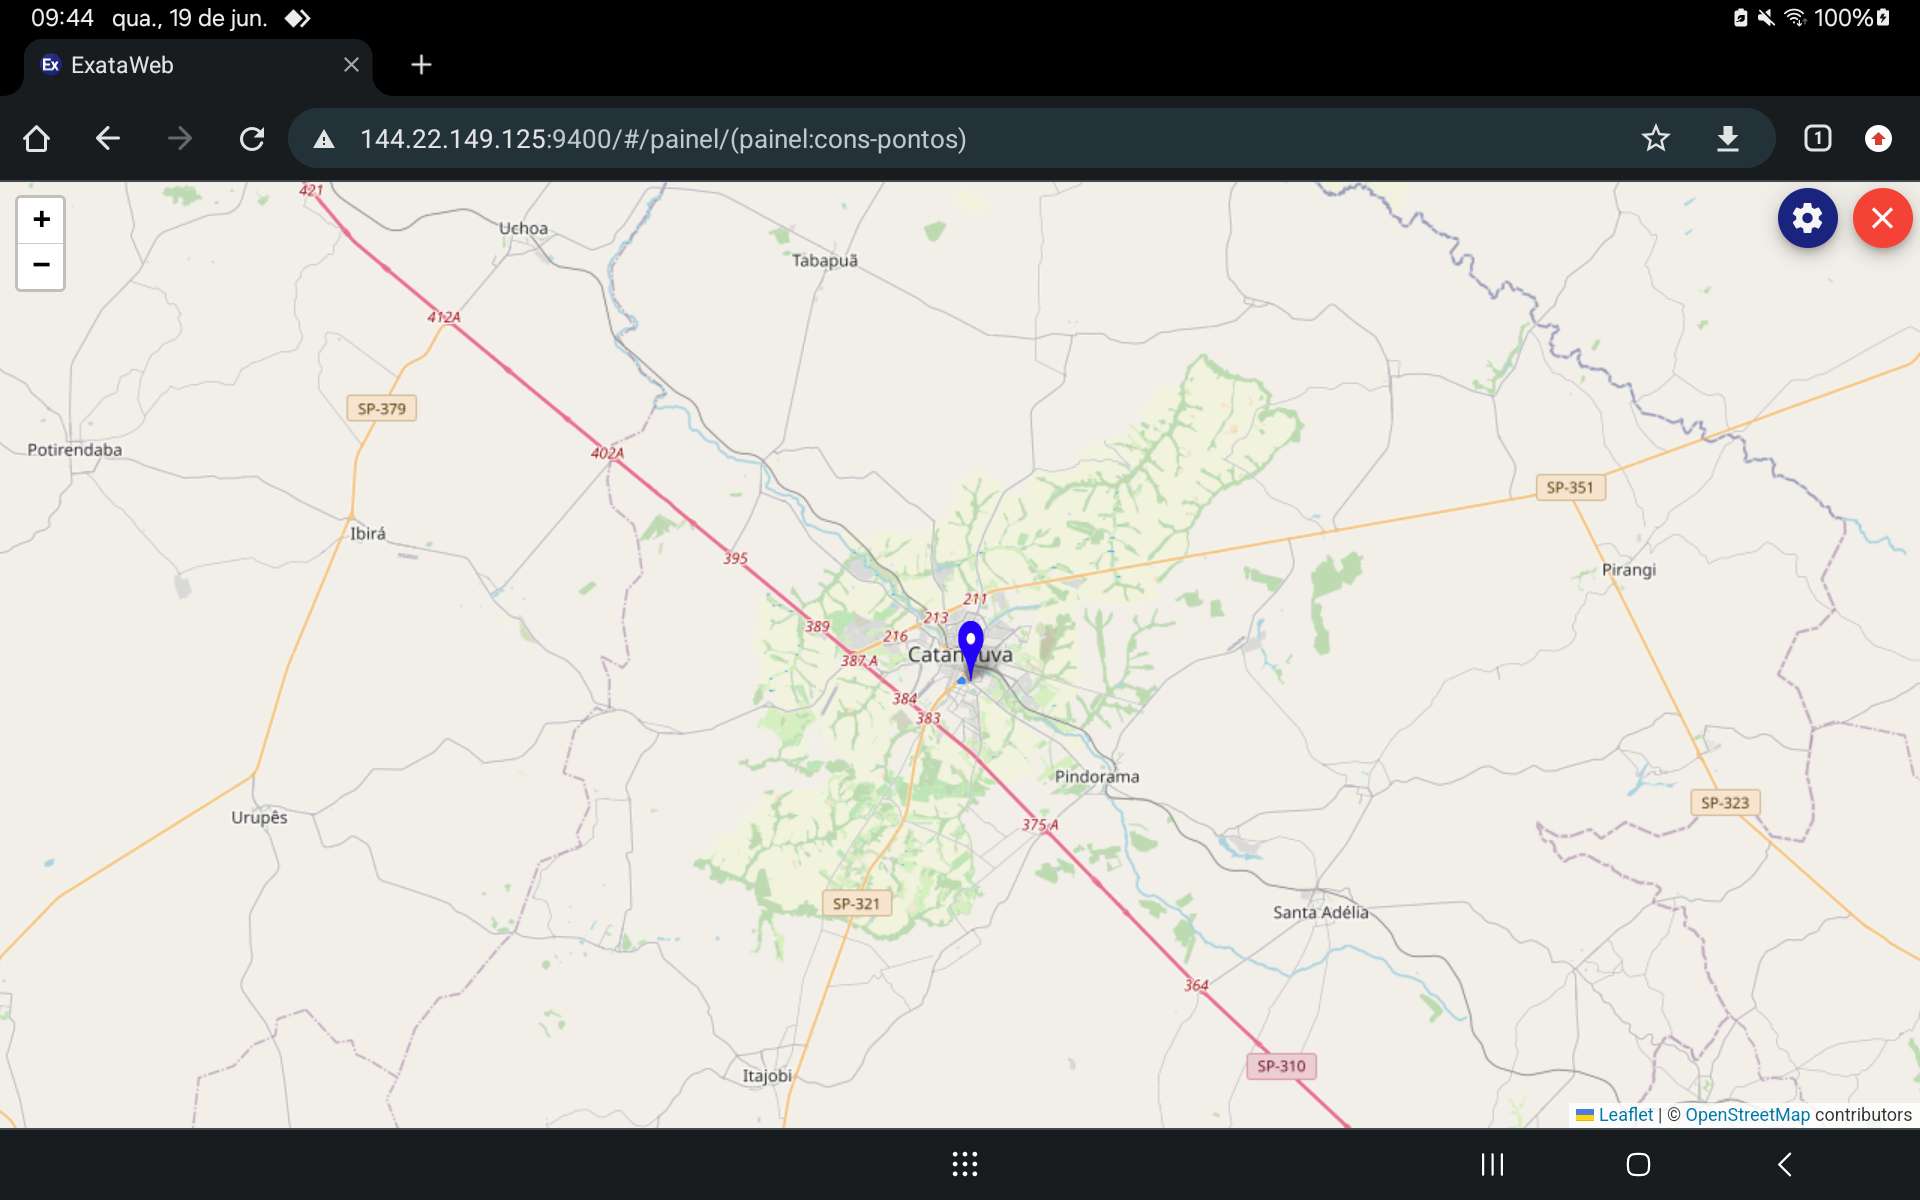 09:44 qua., 19 de jun. 100%
Ex ExataWeb
144.22.149.125:9400/#/painel/(painel:cons-pontos) 1
+
−
421
Uchoa
Tabapuã
412A
SP-379
Potirendaba
402A
SP-351
Ibirá
395
Pirangi
211
213
389
216
387 A
384
383
Pindorama
SP-323
Urupês
375 A
SP-321
Santa Adélia
364
SP-310
Itajobi
Leaflet | © OpenStreetMap contributors